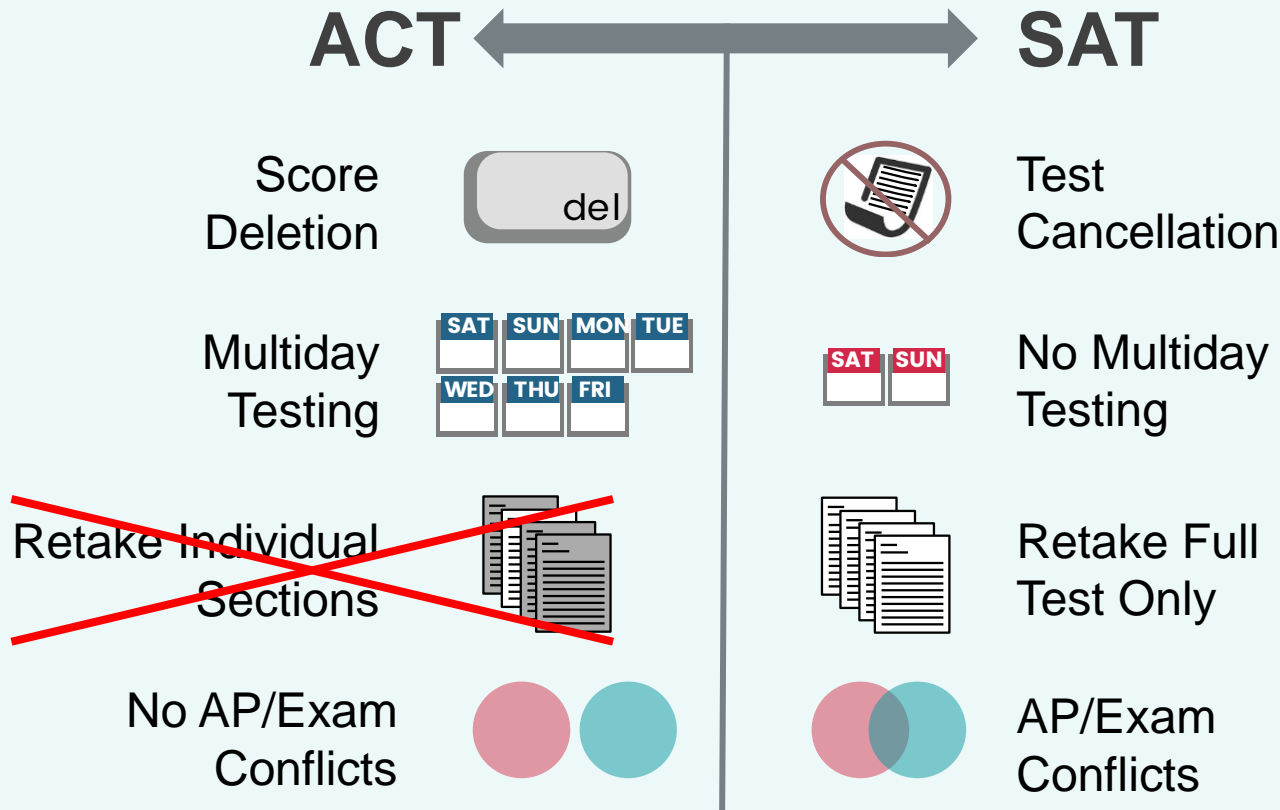 ACT
SAT
Score
Deletion
del
Test
Cancellation
Multiday
Testing
SAT SUN MON TUE
WED THU FRI
SAT SUN
No Multiday
Testing
Retake Individual
Sections
Retake Full
Test Only
No AP/Exam
Conflicts
AP/Exam
Conflicts